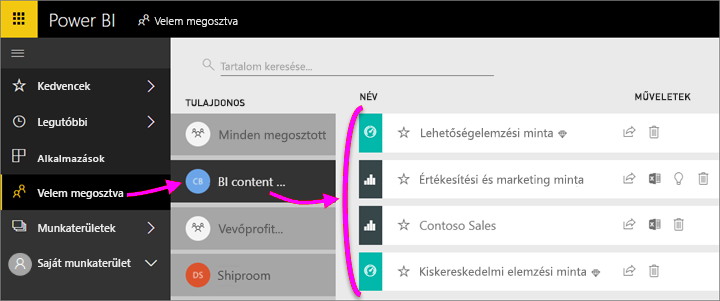 Power BI
Velem megosztva
Kedvencek
Legutóbbi
Alkalmazások
Velem megosztva
Munkaterületek
Saját munkaterület
Tartalom keresése...
TULAJDONOS
Minden megosztott
CB BI content ...
Vevőprofit...
DS Shiproom
NÉV
MŰVELETEK
Lehetőségelemzési minta
Értékesítési és marketing minta
Contoso Sales
Kiskereskedelmi elemzési minta